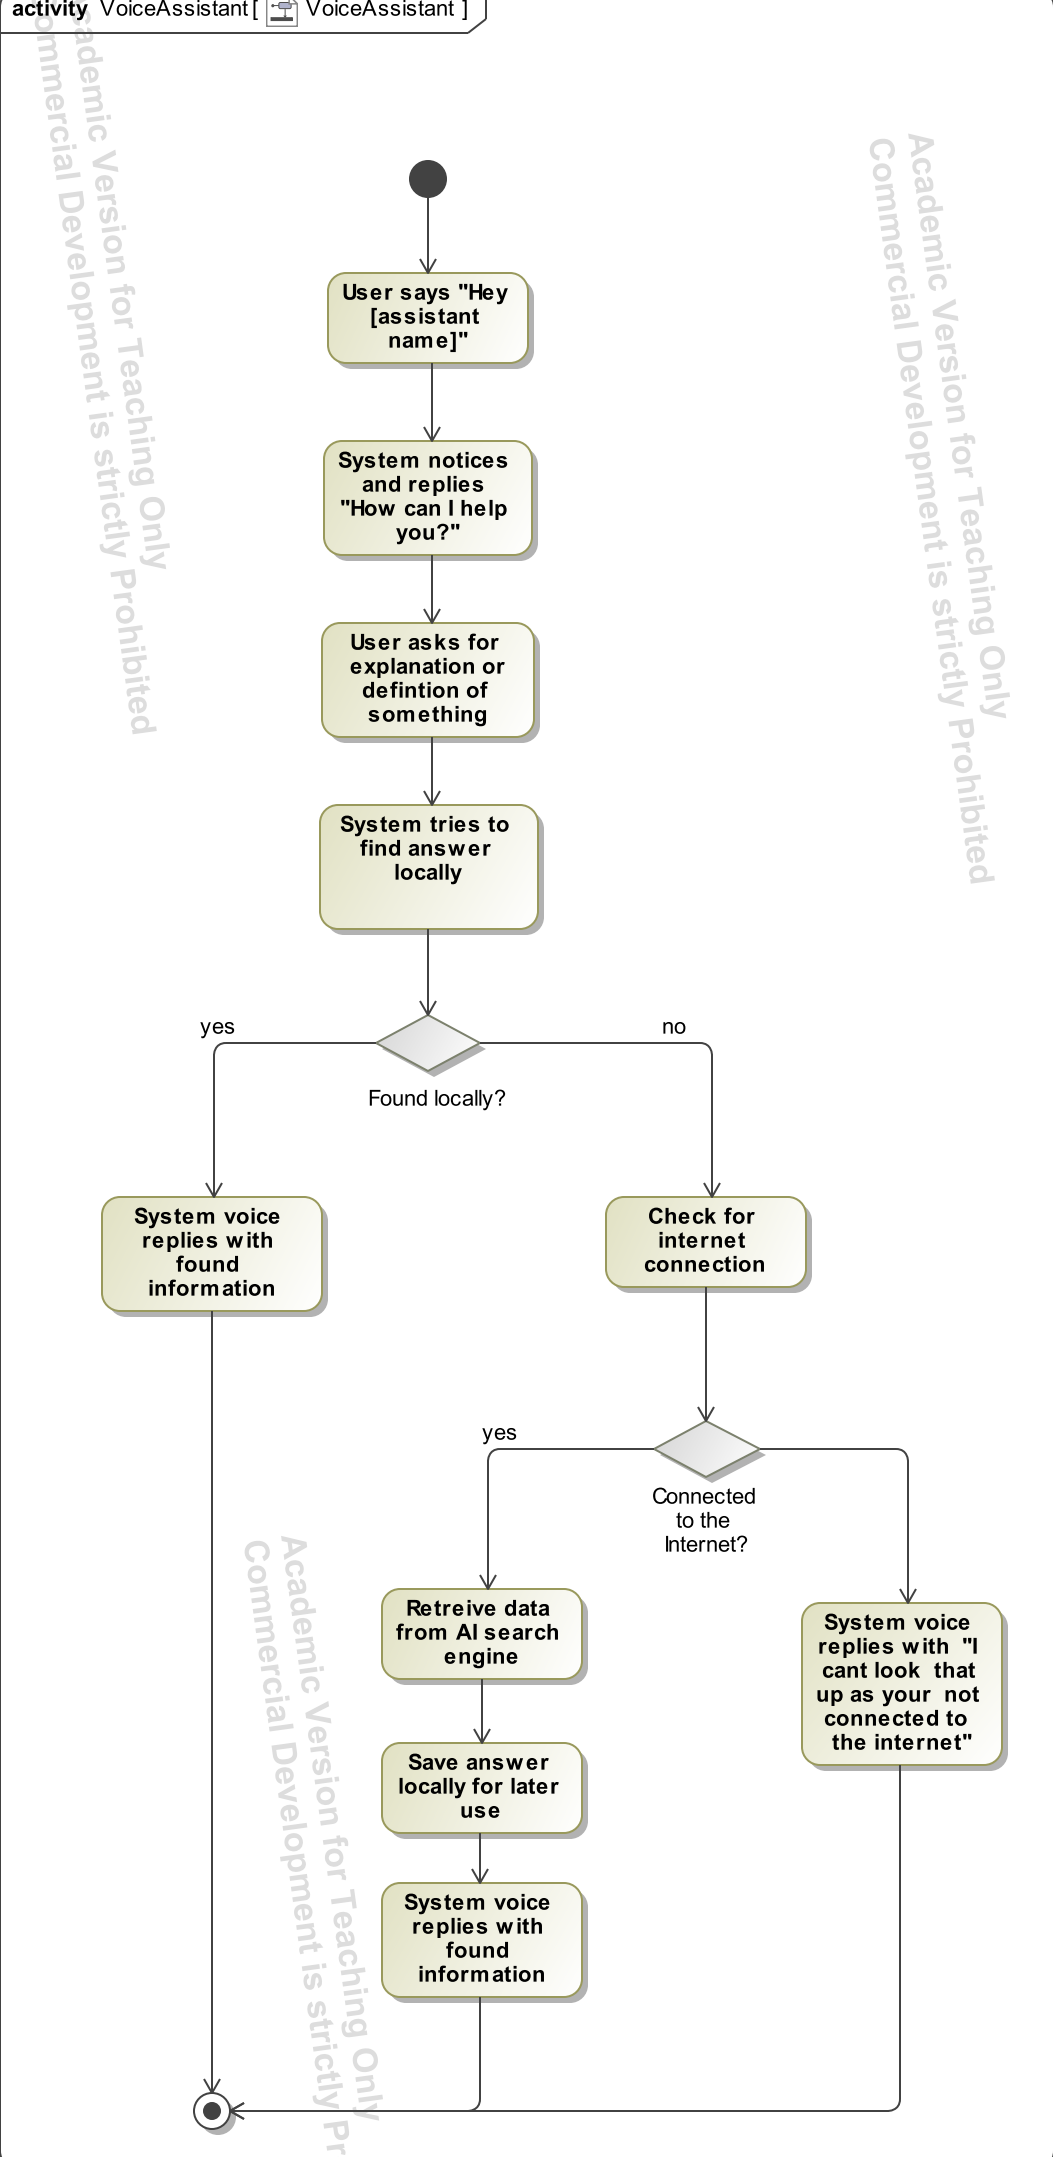 activity VoiceAssistant [ VoiceAssistant ]
Academic Version for Teaching Only
Commercial Development is strictly Prohibited
Academic Version for Teaching Only
Commercial Development is strictly Prohibited
User says "Hey
[assistant
name]"
System notices
and replies
"How can I help
you?"
User asks for
explanation or
defintion of
something
System tries to
find answer
locally
yes
no
Found locally?
System voice
replies with
found
information
Check for
internet
connection
yes
Connected
to the
Internet?
Academic Version for Teaching Only
Commercial Development is strictly Pr
Retreive data
from AI search
engine
System voice
replies with "I
cant look that
up as your not
connected to
the internet"
Save answer
locally for later
use
System voice
replies with
found
information